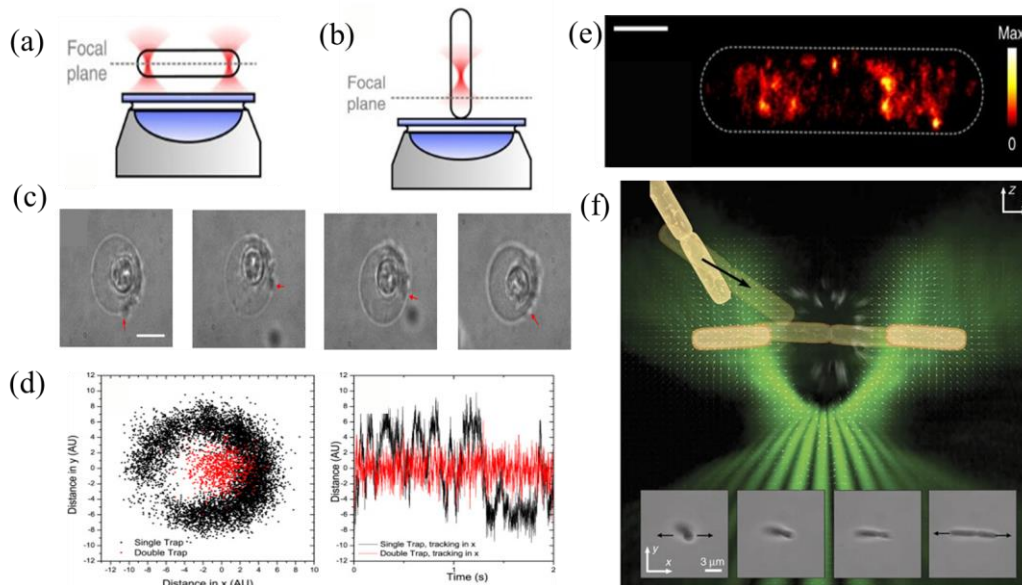 (a)
Focal
plane
(b)
Focal
plane
(e)
Max
0
(c)
(f)
z
(d)
Distance in y (AU)
12
10
8
6
4
2
0
-2
-4
-6
-8
-10
-12
Single Trap
Double Trap
-12 -10 -8 -6 -4 -2 0 2 4 6 8 10
Distance in x (AU)
Distance (AU)
12
10
8
6
4
2
0
-2
-4
-6
-8
-10
-12
Single Trap, tracking in x
Double Trap, tracking in x
0 1 2
Time (s)
y
x
3 μm